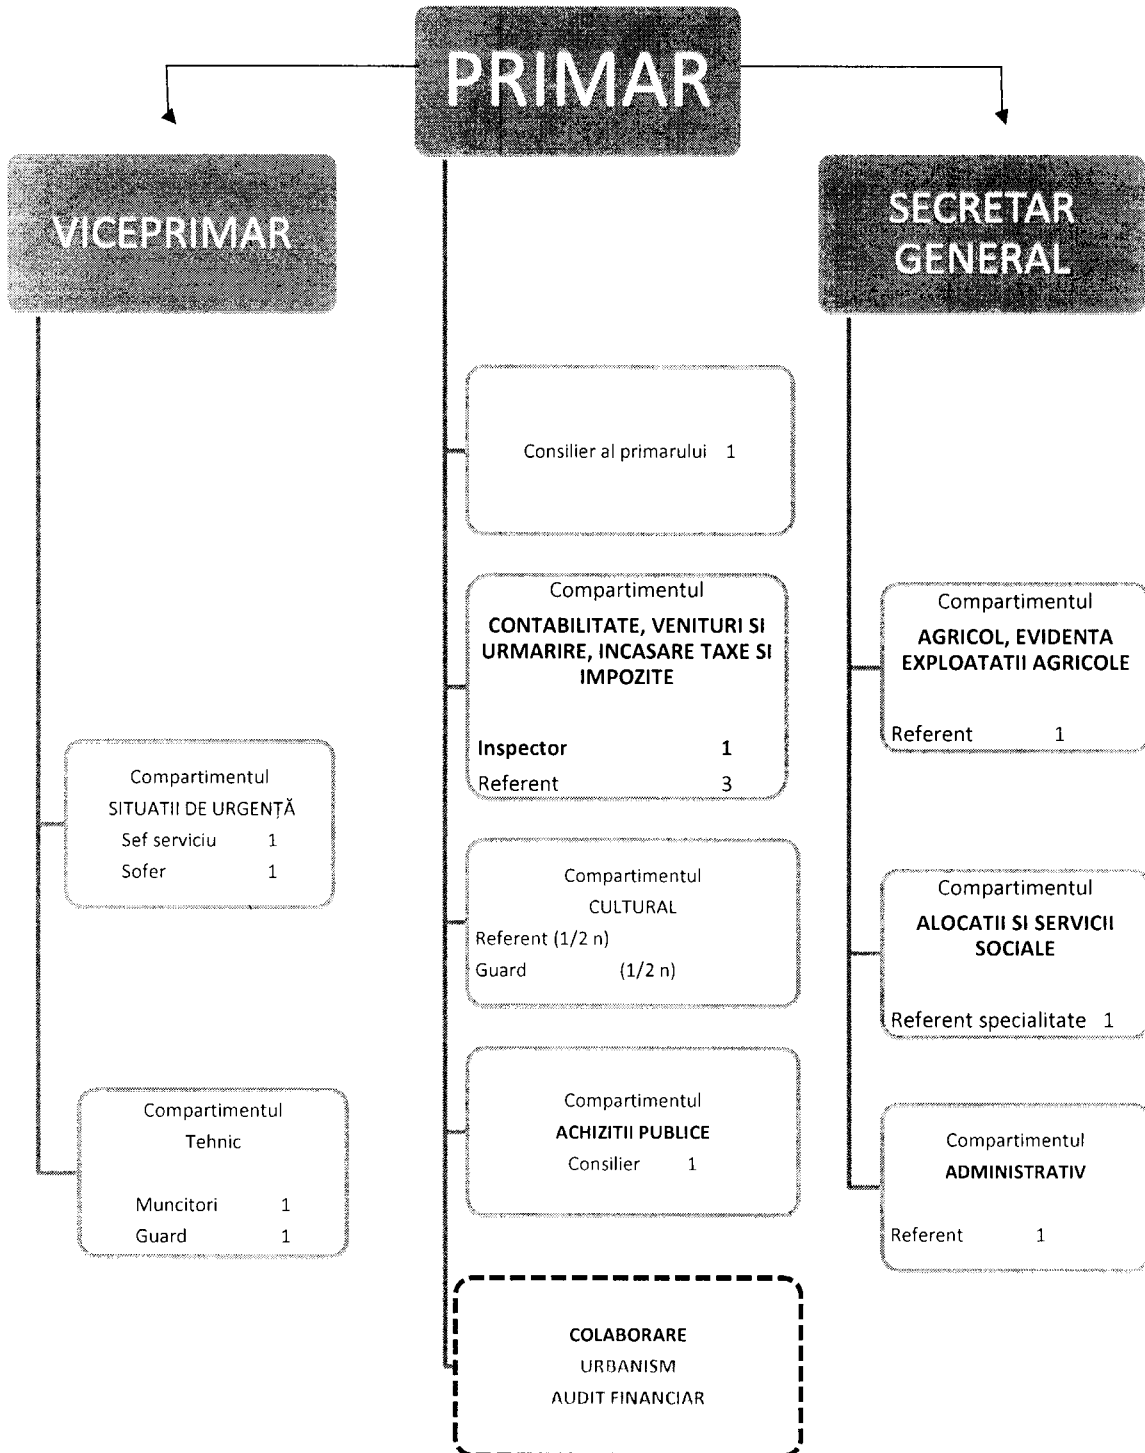 PRIMAR
VICEPRIMAR
SECRETAR
GENERAL
Consilier al primarului 1
Compartimentul
CONTABILITATE, VENITURI SI
URMARIRE, INCASARE TAXE SI
IMPOZITE
Inspector 1
Referent 3
Compartimentul
AGRICOL, EVIDENTA
EXPLOATATII AGRICOLE
Referent 1
Compartimentul
SITUATII DE URGENȚĂ
Sef serviciu 1
Sofer 1
Compartimentul
CULTURAL
Referent (1/2 n)
Guard (1/2 n)
Compartimentul
ALOCATII SI SERVICII
SOCIALE
Referent specialitate 1
Compartimentul
Tehnic
Muncitori 1
Guard 1
Compartimentul
ACHIZITII PUBLICE
Consilier 1
Compartimentul
ADMINISTRATIV
Referent 1
COLABORARE
URBANISM
AUDIT FINANCIAR